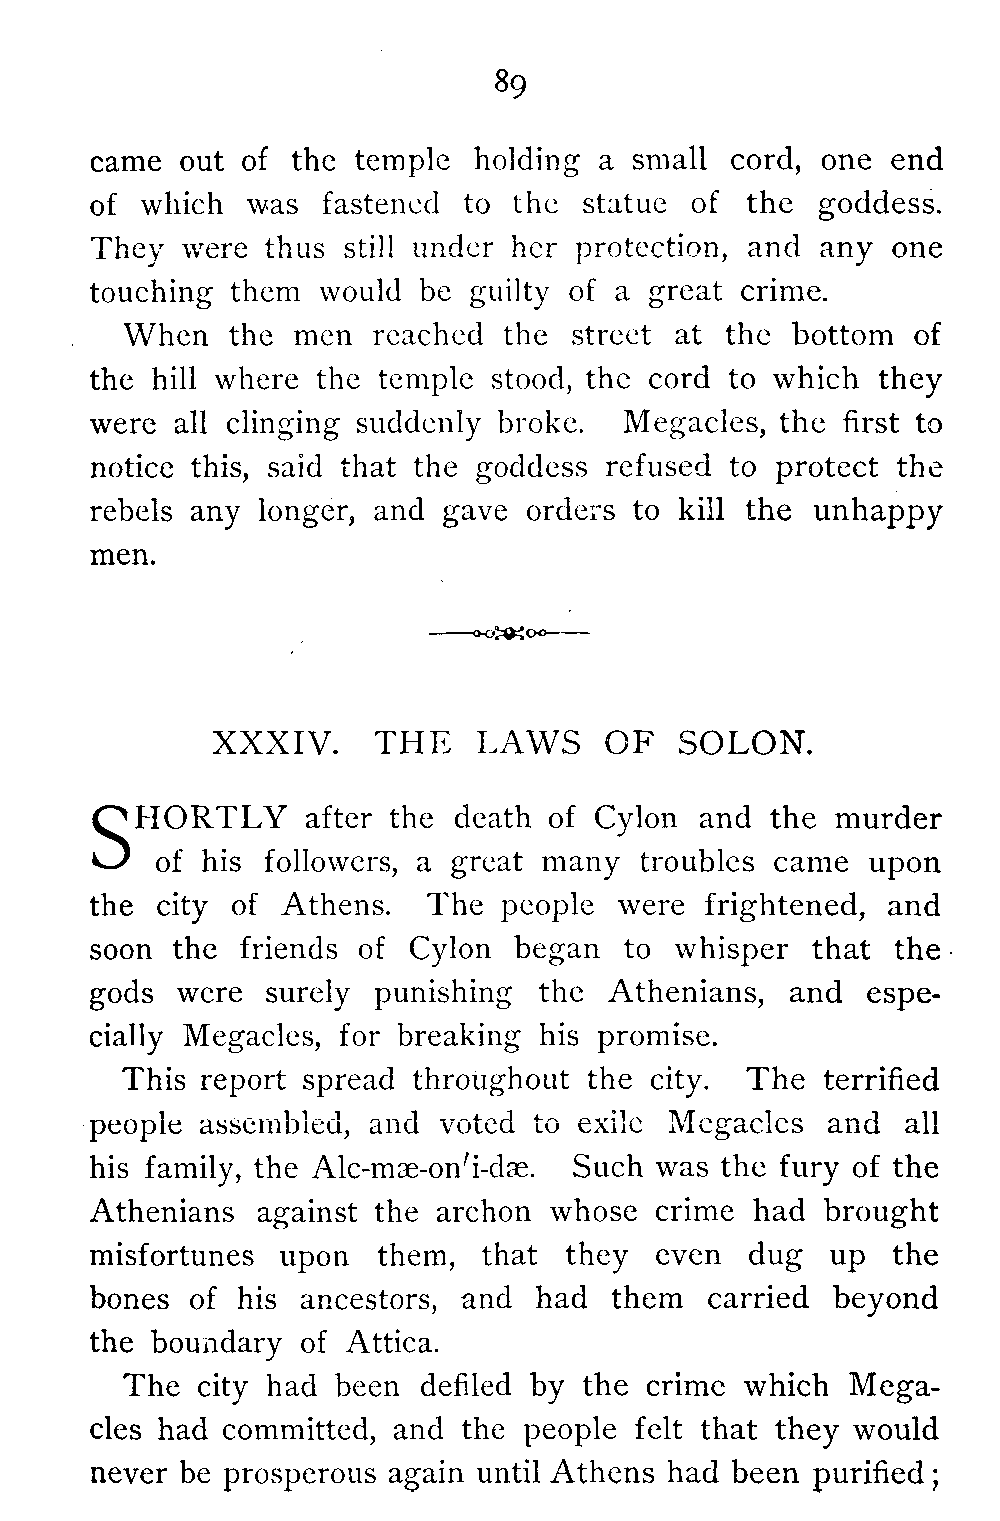 89
came out of the temple holding a small cord, one end
of which was fastened to the statue of the goddess.
They were thus still under her protection, and any one
touching them would be guilty of a great crime.
When the men reached the street at the bottom of
the hill where the temple stood, the cord to which they
were all clinging suddenly broke. Megacles, the first to
notice this, said that the goddess refused to protect the
rebels any longer, and gave orders to kill the unhappy
men.
XXXIV. THE LAWS OF SOLON.
SHORTLY after the death of Cylon and the murder
of his followers, a great many troubles came upon
the city of Athens. The people were frightened, and
soon the friends of Cylon began to whisper that the
gods were surely punishing the Athenians, and espe-
cially Megacles, for breaking his promise.
This report spread throughout the city. The terrified
people assembled, and voted to exile Megacles and all
his family, the Alc-mæ-on′i-dæ. Such was the fury of the
Athenians against the archon whose crime had brought
misfortunes upon them, that they even dug up the
bones of his ancestors, and had them carried beyond
the boundary of Attica.
The city had been defiled by the crime which Mega-
cles had committed, and the people felt that they would
never be prosperous again until Athens had been purified;